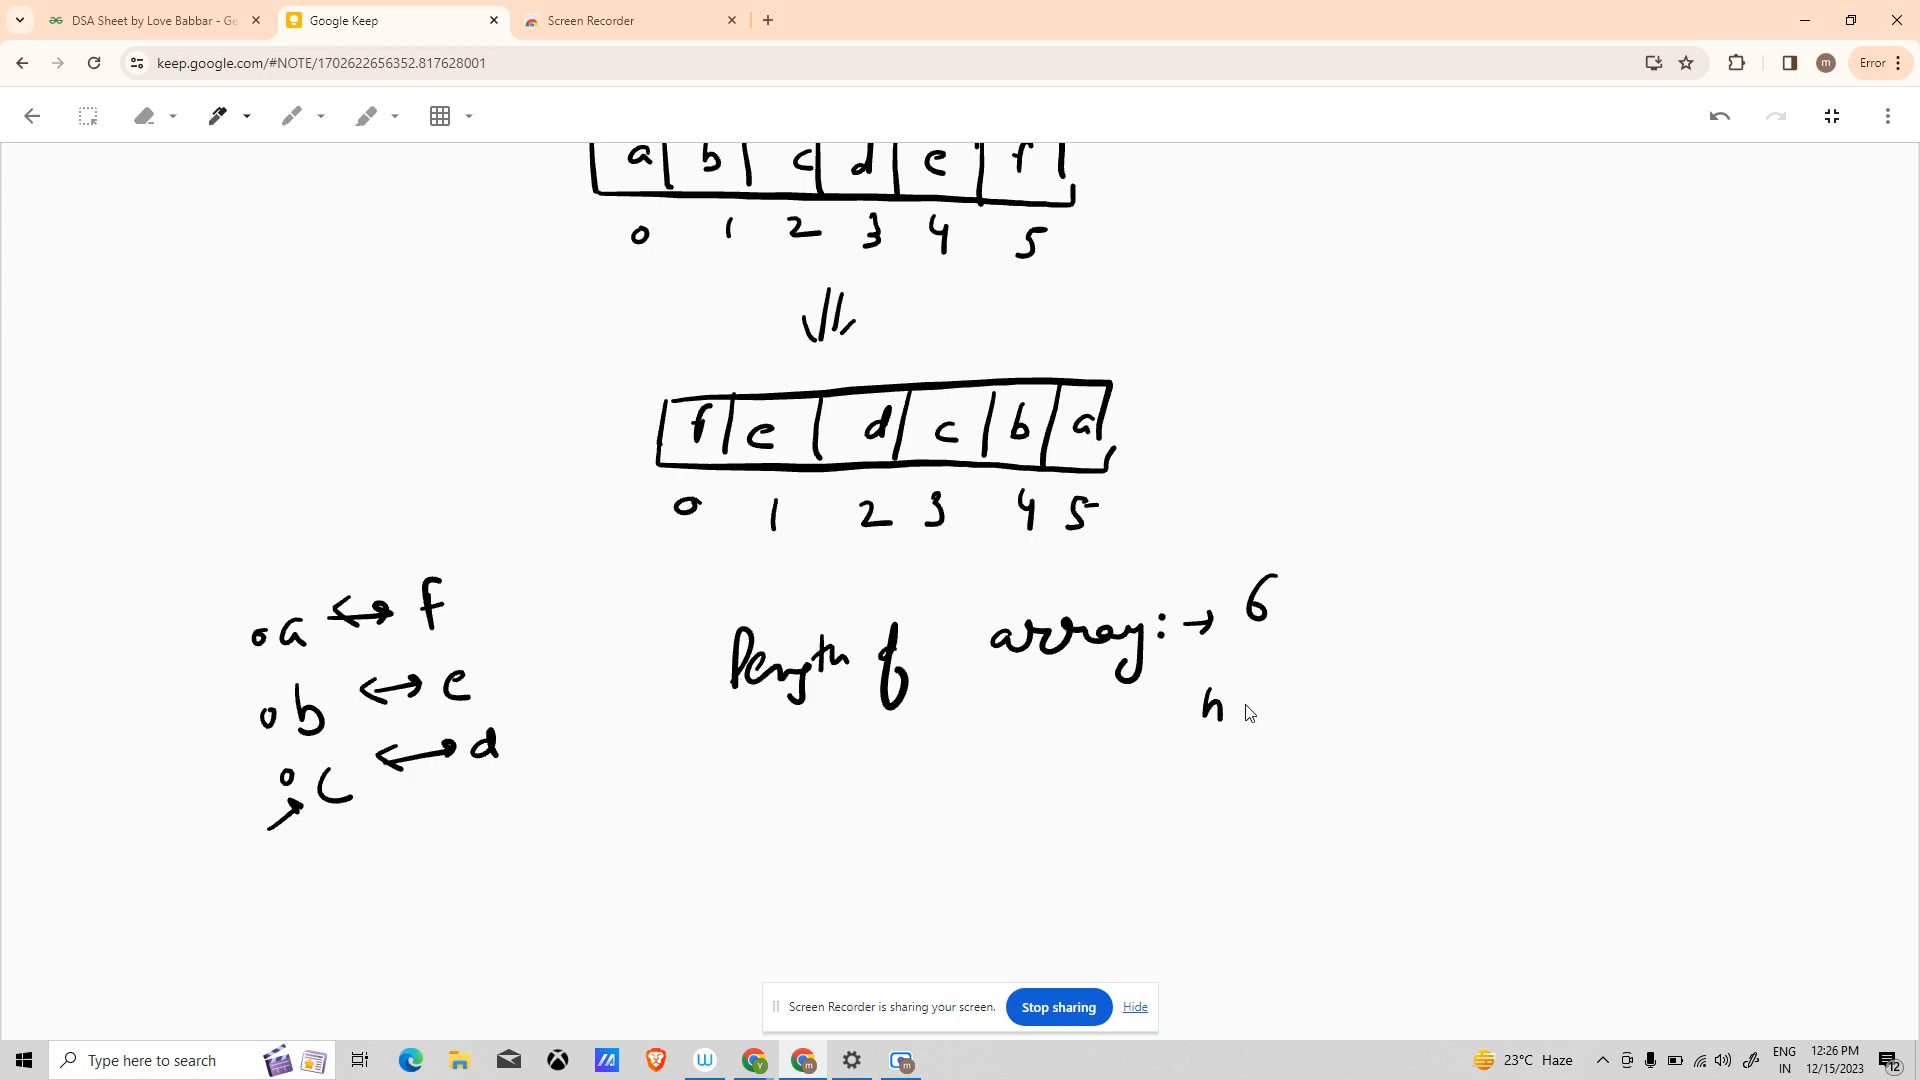 DSA Sheet by Love Babbar - Ge
Google Keep
Screen Recorder
keep.google.com/#NOTE/1702622656352.817628001
m
Error
a b c d e f
0 1 2 3 4 5
f e d c b a
0 1 2 3 4 5
a ↔ f
b ↔ e
c ↔ d
length of array :→ 6
n
Screen Recorder is sharing your screen.
Stop sharing
Hide
Type here to search
23°C Haze
ENG
IN
12:26 PM
12/15/2023
12